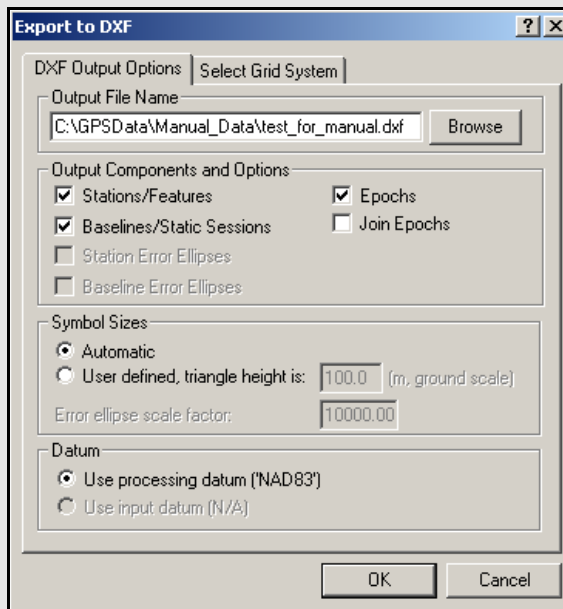 Export to DXF
DXF Output Options
Select Grid System
Output File Name
C:\GPSData\Manual_Data\test_for_manual.dxf
Browse
Output Components and Options
Stations/Features
Epochs
Baselines/Static Sessions
Join Epochs
Station Error Ellipses
Baseline Error Ellipses
Symbol Sizes
Automatic
User defined, triangle height is: 100.0 (m, ground scale)
Error ellipse scale factor: 10000.00
Datum
Use processing datum ('NAD83')
Use input datum (N/A)
OK
Cancel